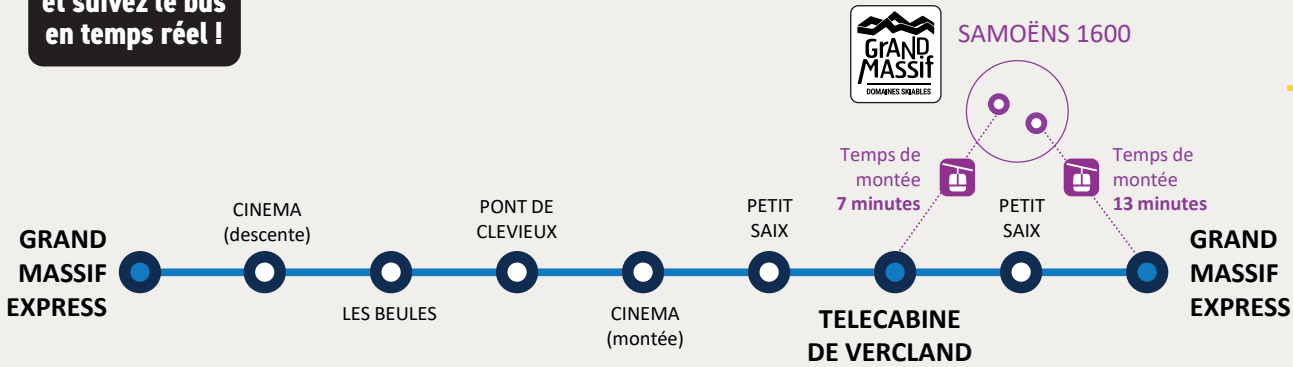 et suivez le bus
en temps réel !
GrAND
MASSif
DOMAINES SKIABLES
SAMOËNS 1600
Temps de
montée
7 minutes
Temps de
montée
13 minutes
GRAND
MASSIF
EXPRESS
CINEMA
(descente)
LES BEULES
PONT DE
CLEVIEUX
CINEMA
(montée)
PETIT
SAIX
TELECABINE
DE VERCLAND
PETIT
SAIX
GRAND
MASSIF
EXPRESS